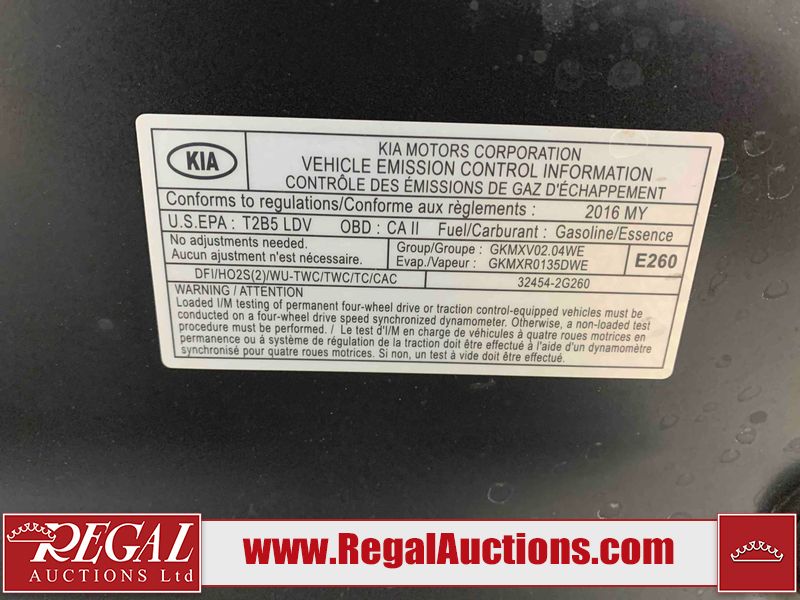 KIA
KIA MOTORS CORPORATION
VEHICLE EMISSION CONTROL INFORMATION
CONTRÔLE DES ÉMISSIONS DE GAZ D'ÉCHAPPEMENT
Conforms to regulations/Conforme aux règlements : 2016 MY
U.S.EPA : T2B5 LDV OBD : CA II Fuel/Carburant : Gasoline/Essence
No adjustments needed.
Aucun ajustement n'est nécessaire.
Group/Groupe : GKMXV02.04WE
Evap./Vapeur : GKMXR0135DWE
E260
DFI/HO2S(2)/WU-TWC/TWC/TC/CAC 32454-2G260
WARNING / ATTENTION
Loaded I/M testing of permanent four-wheel drive or traction control-equipped vehicles must be
conducted on a four-wheel drive speed synchronized dynamometer. Otherwise, a non-loaded test
procedure must be performed. / Le test d'I/M en charge de véhicules à quatre roues motrices en
permanence ou à système de régulation de la traction doit être effectué à l'aide d'un dynamomètre
synchronisé pour quatre roues motrices. Si non, un test à vide peut être effectué.
REGAL
AUCTIONS Ltd
www.RegalAuctions.com